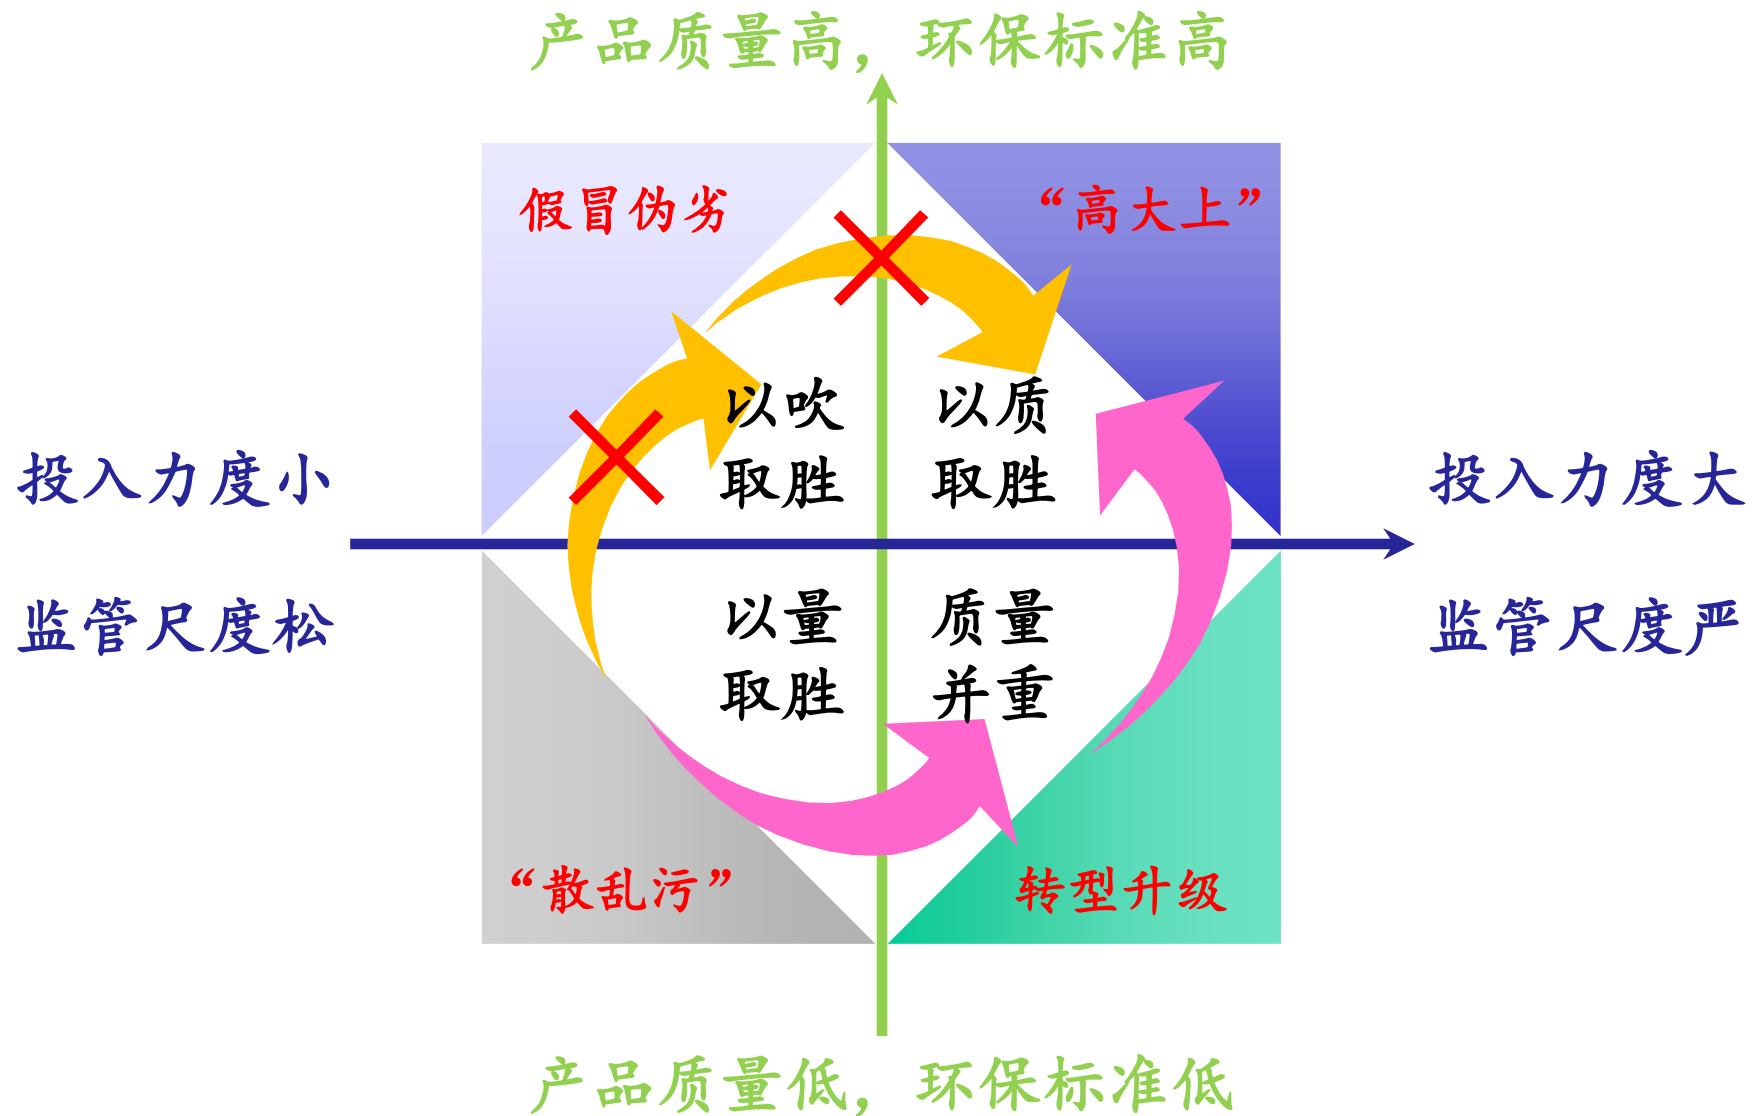 产品质量高，环保标准高
假冒伪劣
“高大上”
以吹
取胜
以质
取胜
投入力度小
监管尺度松
投入力度大
监管尺度严
以量
取胜
质量
并重
“散乱污”
转型升级
产品质量低，环保标准低